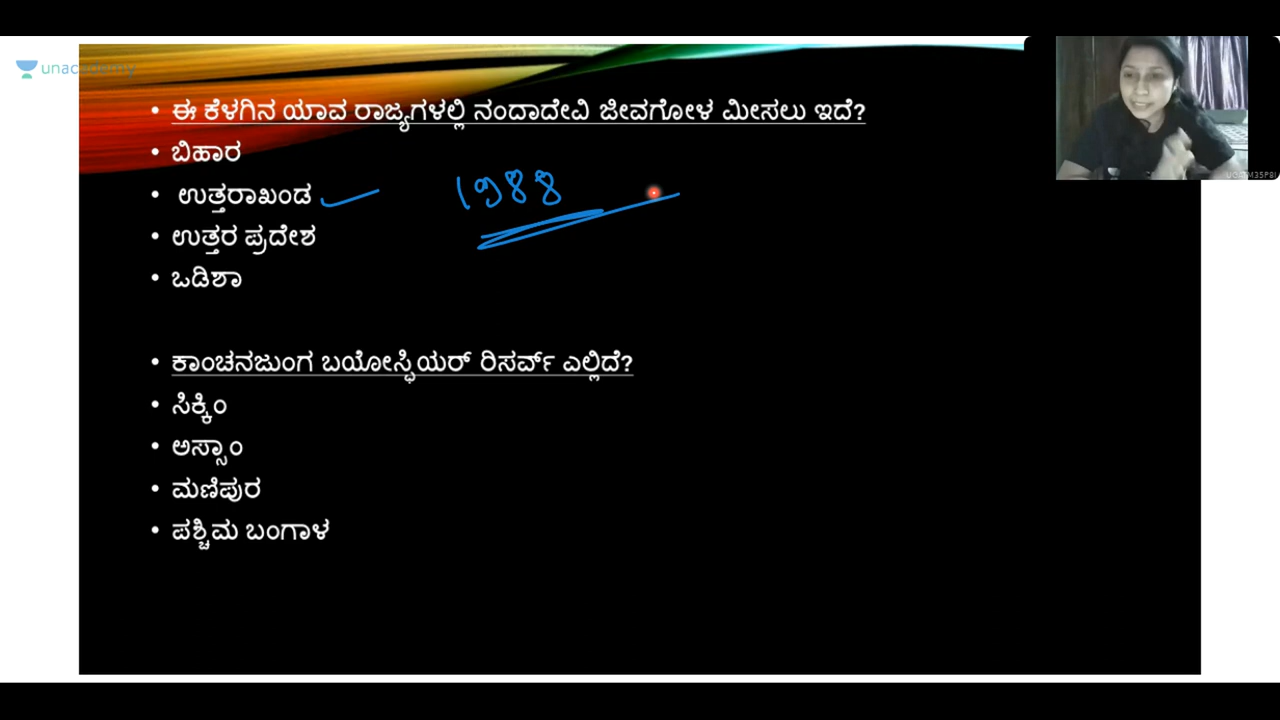 unacademy
ಈ ಕೆಳಗಿನ ಯಾವ ರಾಜ್ಯಗಳಲ್ಲಿ ನಂದಾದೇವಿ ಜೀವಗೋಳ ಮೀಸಲು ಇದೆ?
ಬಿಹಾರ
ಉತ್ತರಾಖಂಡ
1988
ಉತ್ತರ ಪ್ರದೇಶ
ಒಡಿಶಾ
ಕಾಂಚನಜುಂಗ ಬಯೋಸ್ಫಿಯರ್ ರಿಸರ್ವ್ ಎಲ್ಲಿದೆ?
ಸಿಕ್ಕಿಂ
ಅಸ್ಸಾಂ
ಮಣಿಪುರ
ಪಶ್ಚಿಮ ಬಂಗಾಳ